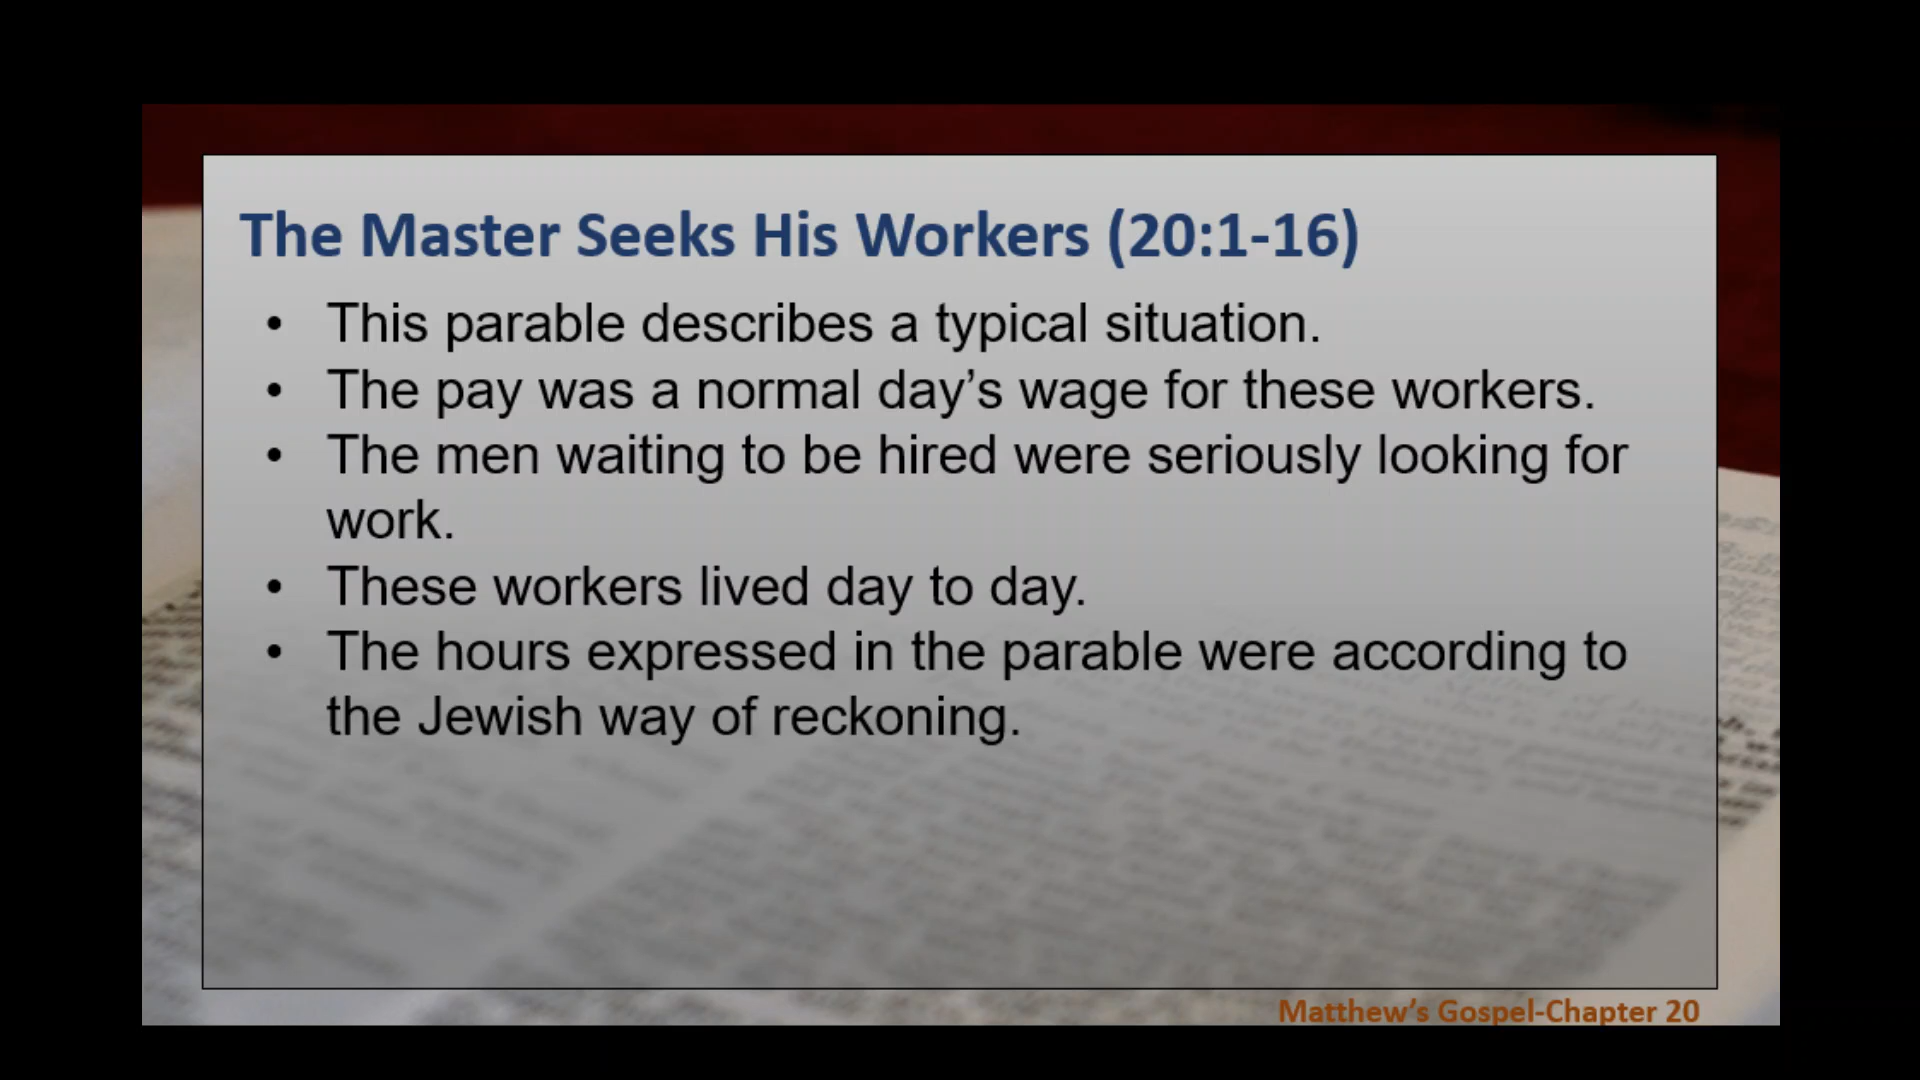 The Master Seeks His Workers (20:1-16)
• This parable describes a typical situation.
• The pay was a normal day’s wage for these workers.
• The men waiting to be hired were seriously looking for
work.
• These workers lived day to day.
• The hours expressed in the parable were according to
the Jewish way of reckoning.
Matthew’s Gospel-Chapter 20